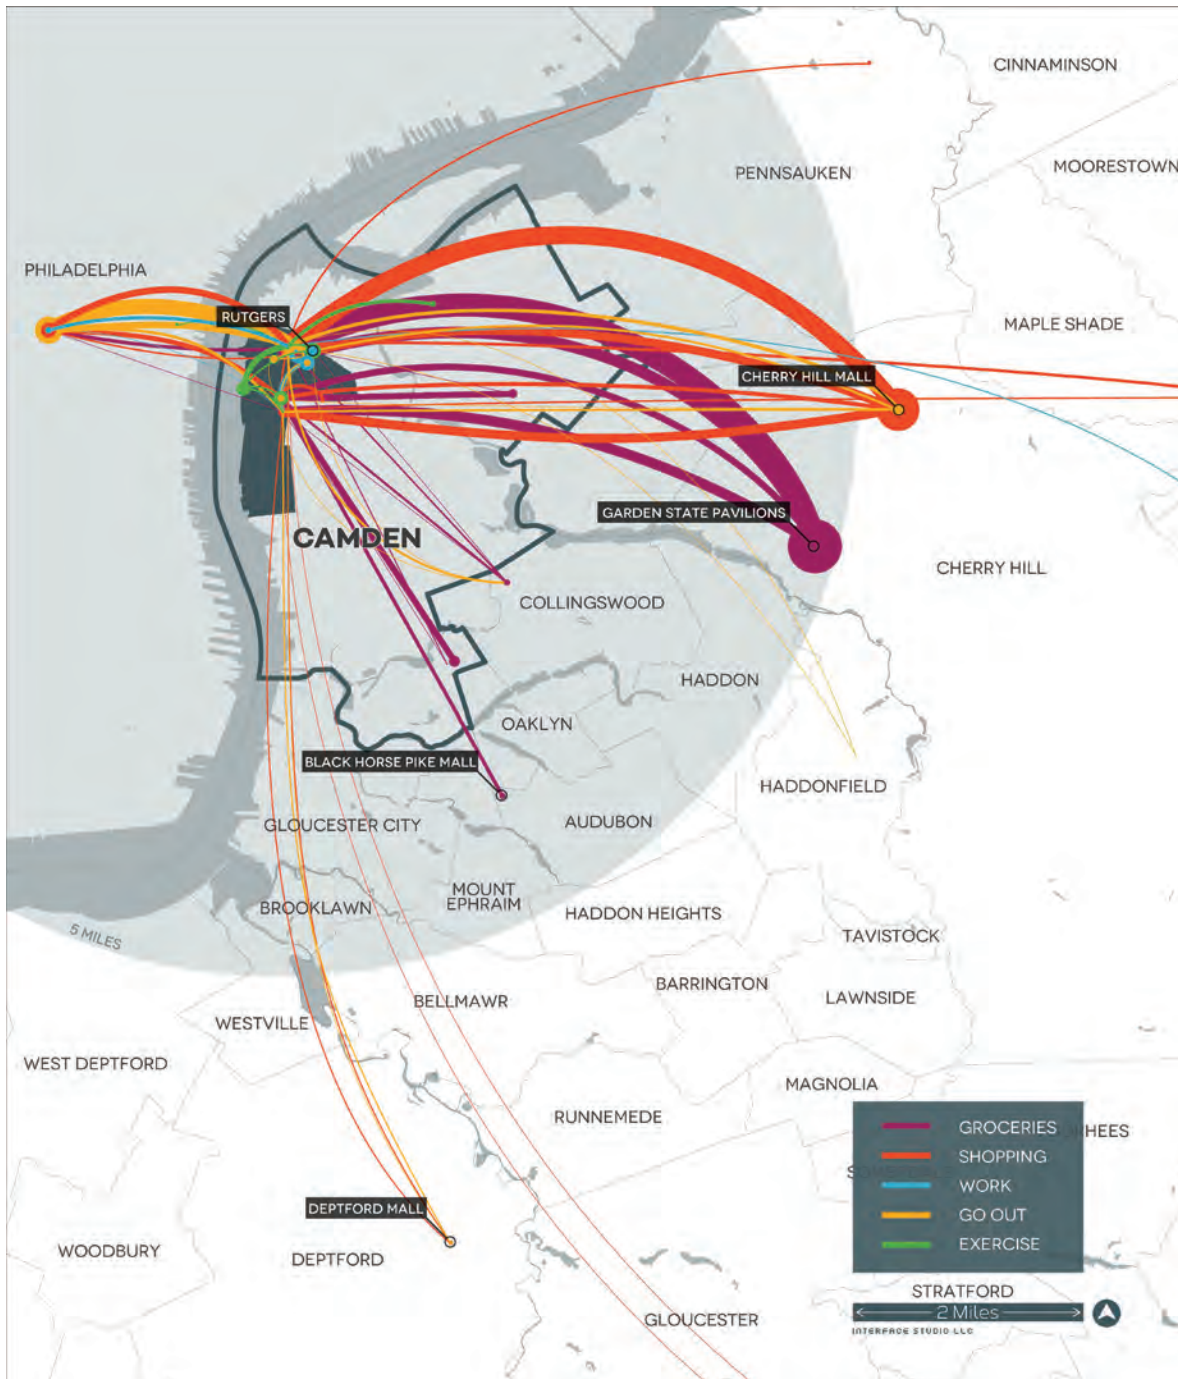 CINNAMINSON
MOORESTOWN
PENNSAUKEN
PHILADELPHIA
RUTGERS
MAPLE SHADE
CHERRY HILL MALL
GARDEN STATE PAVILIONS
CAMDEN
CHERRY HILL
COLLINGSWOOD
HADDON
OAKLYN
BLACK HORSE PIKE MALL
HADDONFIELD
GLOUCESTER CITY
AUDUBON
MOUNT
EPHRAIM
BROOKLAWN
HADDON HEIGHTS
5 MILES
TAVISTOCK
BARRINGTON
LAWNSIDE
BELLMAWR
WESTVILLE
WEST DEPTFORD
MAGNOLIA
RUNNEMEDE
GROCERIES
SHOPPING
WORK
GO OUT
EXERCISE
DEPTFORD MALL
WOODBURY
DEPTFORD
STRATFORD
2 Miles
GLOUCESTER
INTERFACE STUDIO LLC